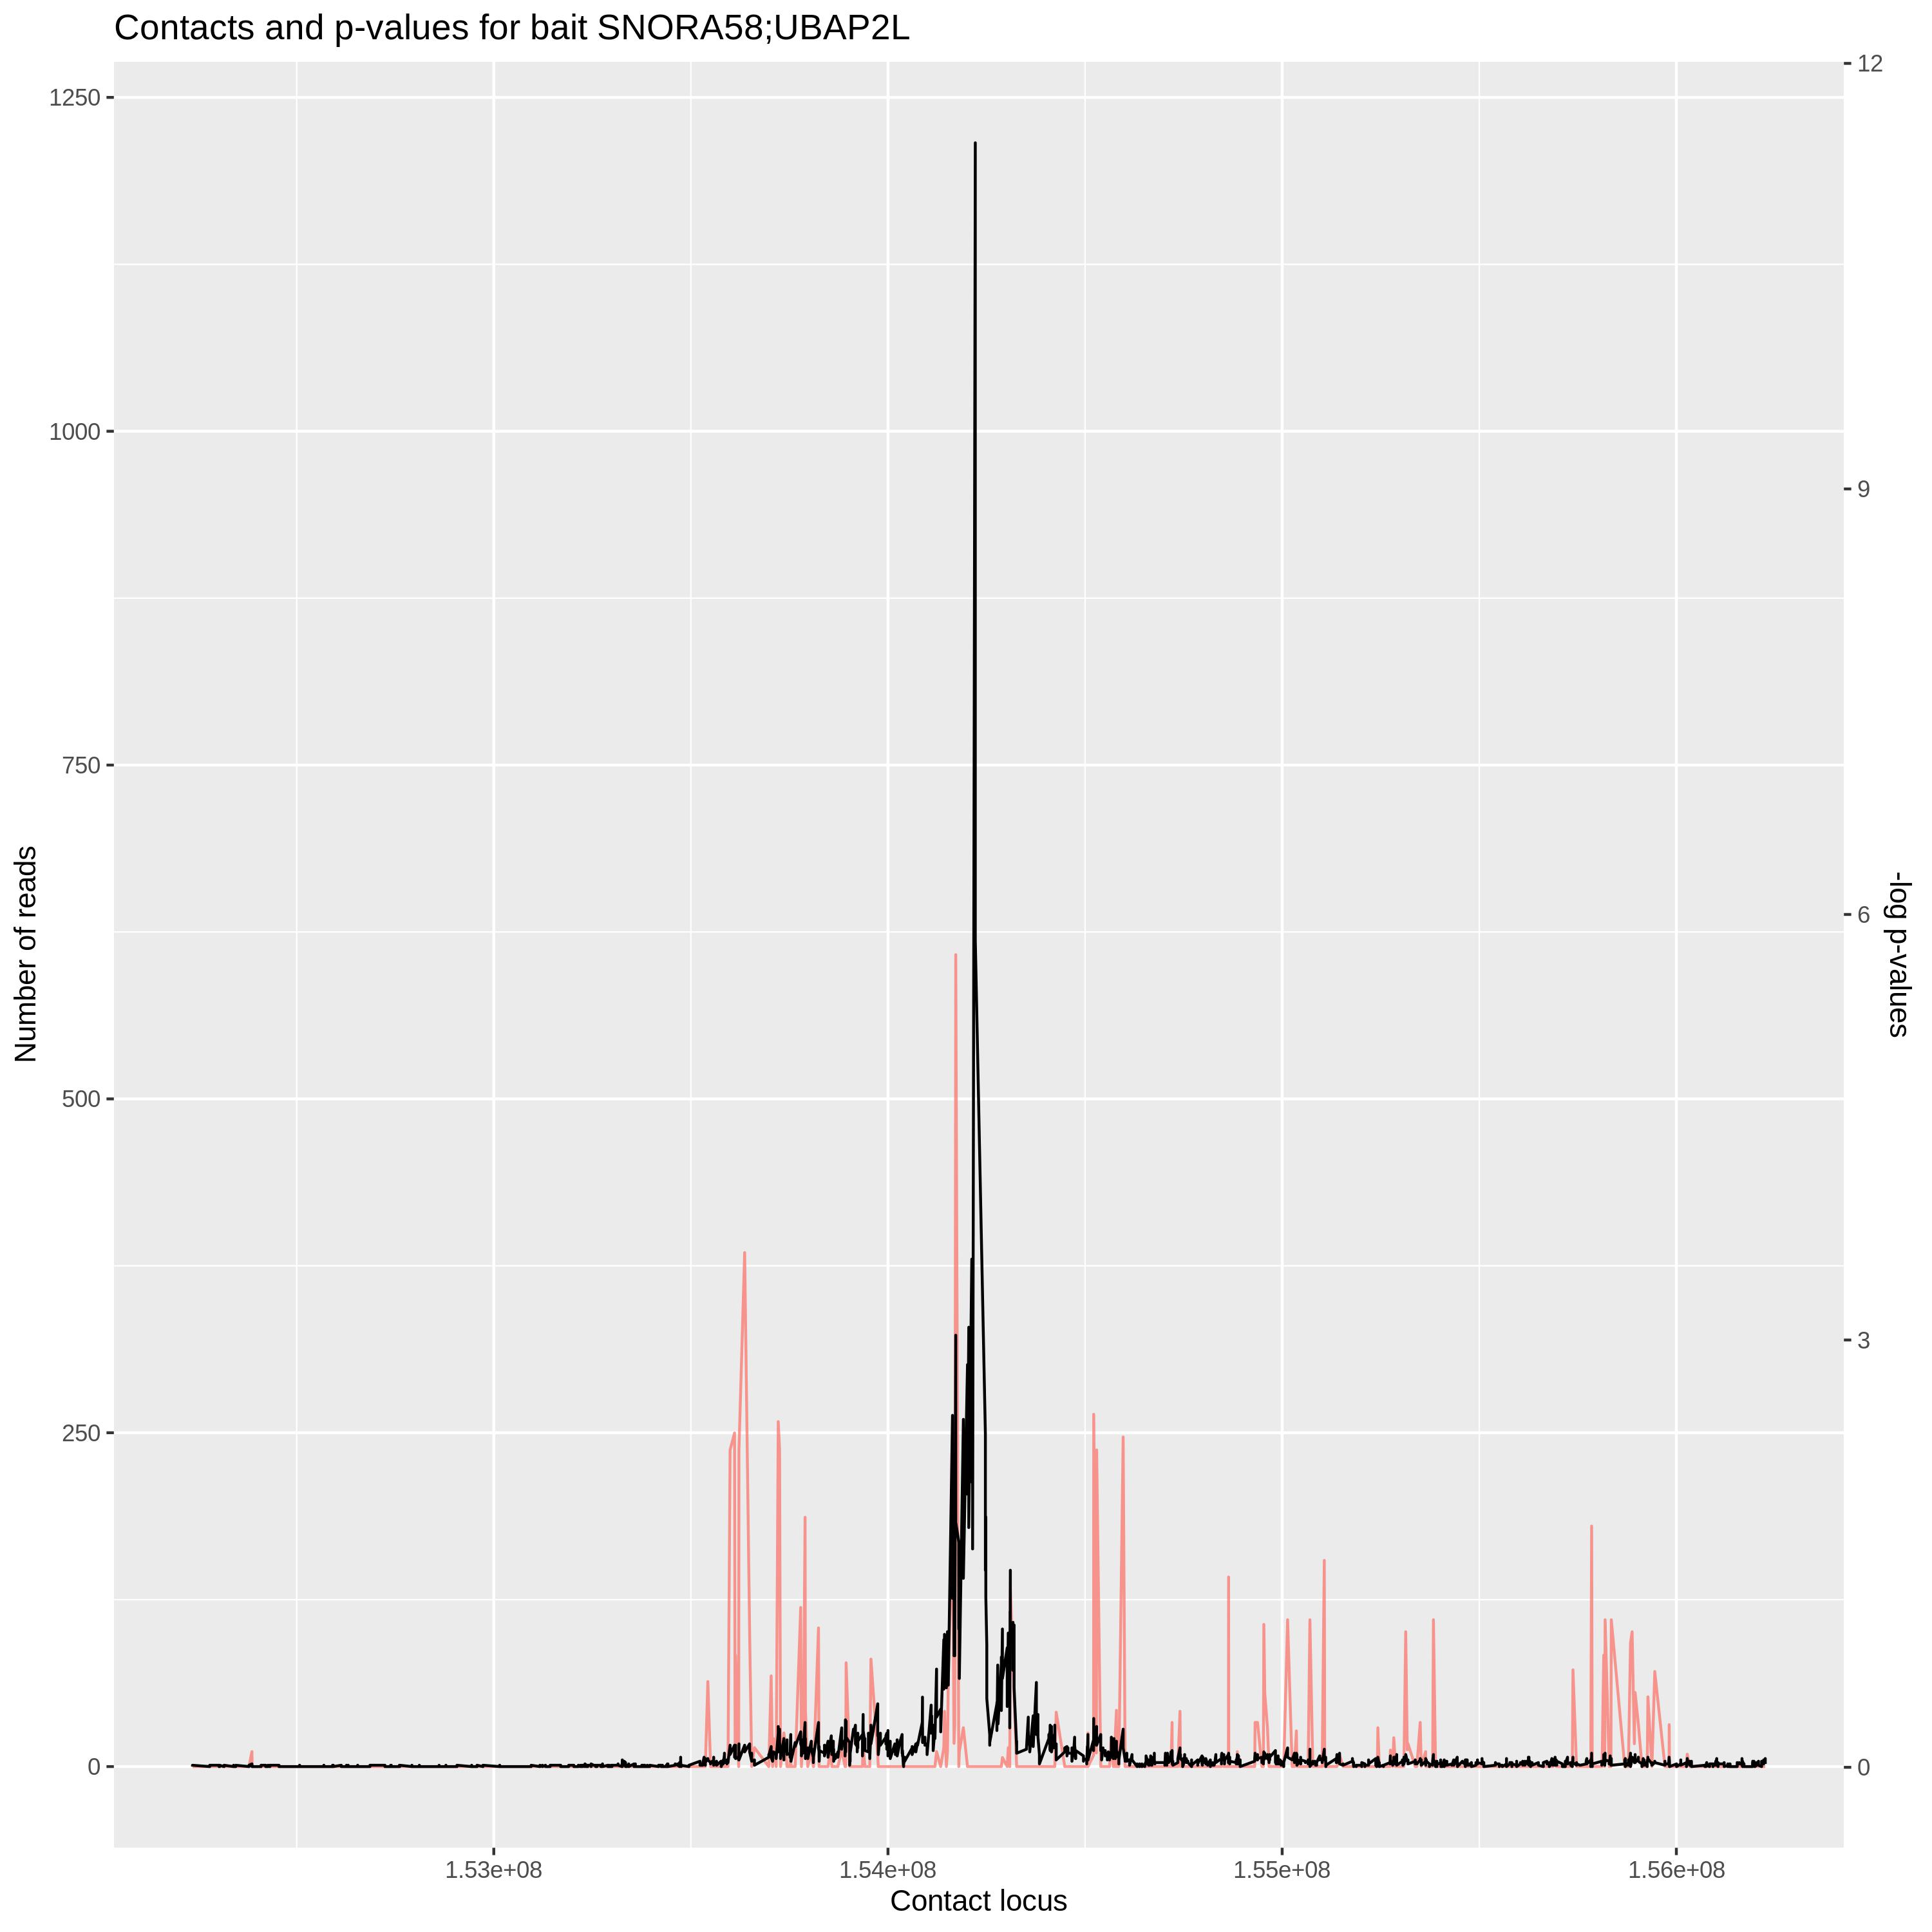 Contacts and p-values for bait SNORA58;UBAP2L
1250
1000
750
500
250
0
Number of reads
12
9
6
3
0
-log p-values
1.53e+08
1.54e+08
1.55e+08
1.56e+08
Contact locus